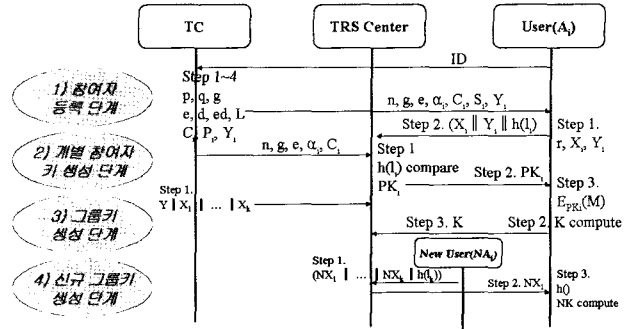 TC
TRS Center
User(A_i)
ID
1) 참여자
등록 단계
Step 1~4
p, q, g
e, d, ed, L
C_i, P_i, Y_i
n, g, e, α_i, C_i, S_i, Y_i
Step 2. (X_i ∥ Y_i ∥ h(l_i)
Step 1.
r, X_i, Y_i
2) 개별 참여자
키 생성 단계
n, g, e, α_i, C_i
Step 1
h(l_i) compare
PK_i
Step 2. PK_i
Step 3.
E_PKi(M)
3) 그룹키
생성 단계
Step 1.
Y ∥ X_1 ∥ ... ∥ X_k
Step 3. K
Step 2. K compute
New User(NA_i)
4) 신규 그룹키
생성 단계
Step 1.
(NX_1 ∥ ... ∥ NX_k ∥ h(l_k))
Step 2. NX_i
Step 3.
h()
NK compute